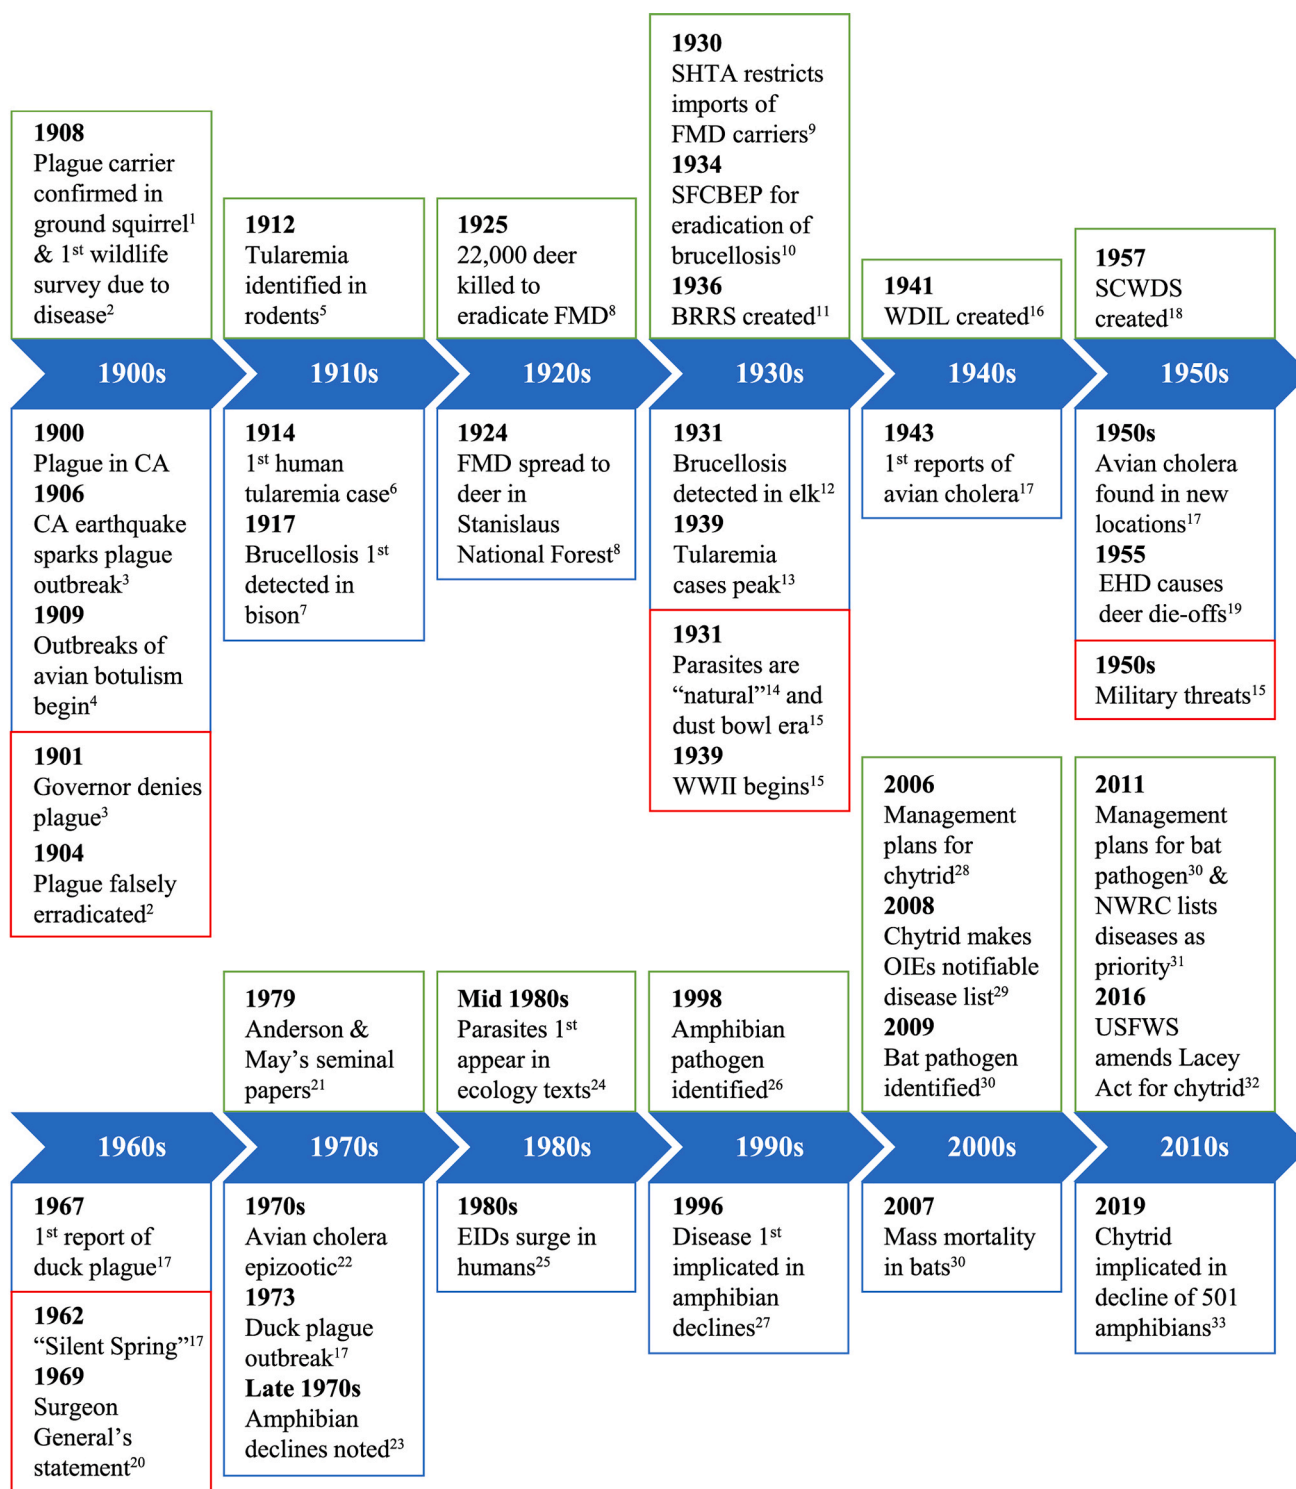 1908
Plague carrier
confirmed in
ground squirrel¹
& 1ˢᵗ wildlife
survey due to
disease²
1912
Tularemia
identified in
rodents⁵
1925
22,000 deer
killed to
eradicate FMD⁸
1930
SHTA restricts
imports of
FMD carriers⁹
1934
SFCBEP for
eradication of
brucellosis¹⁰
1936
BRRS created¹¹
1941
WDIL created¹⁶
1957
SCWDS
created¹⁸
1900s
1910s
1920s
1930s
1940s
1950s
1900
Plague in CA
1906
CA earthquake
sparks plague
outbreak³
1909
Outbreaks of
avian botulism
begin⁴
1901
Governor denies
plague³
1904
Plague falsely
erradicated²
1914
1ˢᵗ human
tularemia case⁶
1917
Brucellosis 1ˢᵗ
detected in
bison⁷
1924
FMD spread to
deer in
Stanislaus
National Forest⁸
1931
Brucellosis
detected in elk¹²
1939
Tularemia
cases peak¹³
1931
Parasites are
“natural”¹⁴ and
dust bowl era¹⁵
1939
WWII begins¹⁵
1943
1ˢᵗ reports of
avian cholera¹⁷
1950s
Avian cholera
found in new
locations¹⁷
1955
EHD causes
deer die-offs¹⁹
1950s
Military threats¹⁵
1979
Anderson &
May’s seminal
papers²¹
Mid 1980s
Parasites 1ˢᵗ
appear in
ecology texts²⁴
1998
Amphibian
pathogen
identified²⁶
2006
Management
plans for
chytrid²⁸
2008
Chytrid makes
OIEs notifiable
disease list²⁹
2009
Bat pathogen
identified³⁰
2011
Management
plans for bat
pathogen³⁰ &
NWRC lists
diseases as
priority³¹
2016
USFWS
amends Lacey
Act for chytrid³²
1960s
1970s
1980s
1990s
2000s
2010s
1967
1ˢᵗ report of
duck plague¹⁷
1962
“Silent Spring”¹⁷
1969
Surgeon
General’s
statement²⁰
1970s
Avian cholera
epizootic²²
1973
Duck plague
outbreak¹⁷
Late 1970s
Amphibian
declines noted²³
1980s
EIDs surge in
humans²⁵
1996
Disease 1ˢᵗ
implicated in
amphibian
declines²⁷
2007
Mass mortality
in bats³⁰
2019
Chytrid
implicated in
decline of 501
amphibians³³